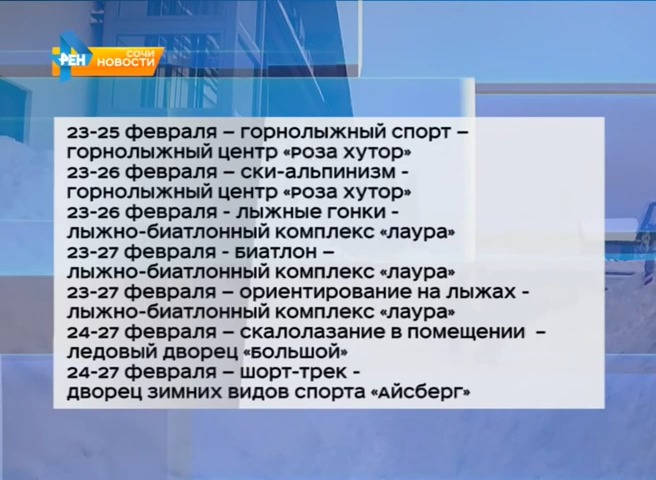 РЕН
СОЧИ
НОВОСТИ
23-25 февраля – горнолыжный спорт –
горнолыжный центр «Роза Хутор»
23-26 февраля – ски-альпинизм -
горнолыжный центр «Роза Хутор»
23-26 февраля - лыжные гонки -
лыжно-биатлонный комплекс «Лаура»
23-27 февраля - биатлон –
лыжно-биатлонный комплекс «Лаура»
23-27 февраля – ориентирование на лыжах -
лыжно-биатлонный комплекс «Лаура»
24-27 февраля – скалолазание в помещении –
ледовый дворец «Большой»
24-27 февраля – шорт-трек -
дворец зимних видов спорта «Айсберг»